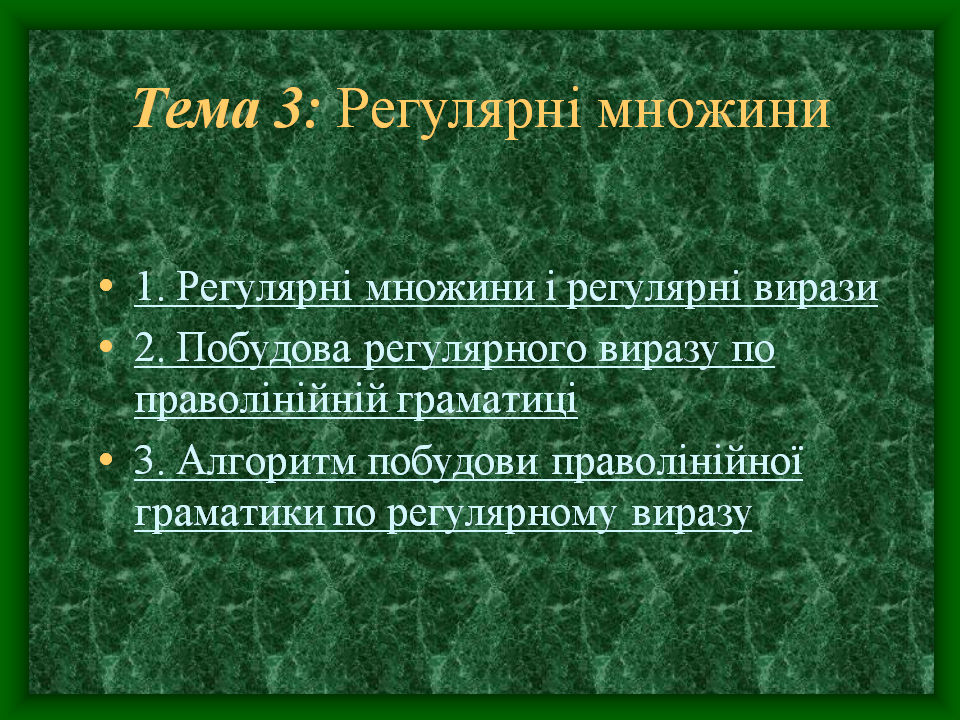 Тема 3: Регулярні множини
• 1. Регулярні множини і регулярні вирази
• 2. Побудова регулярного виразу по
праволінійній граматиці
• 3. Алгоритм побудови праволінійної
граматики по регулярному виразу